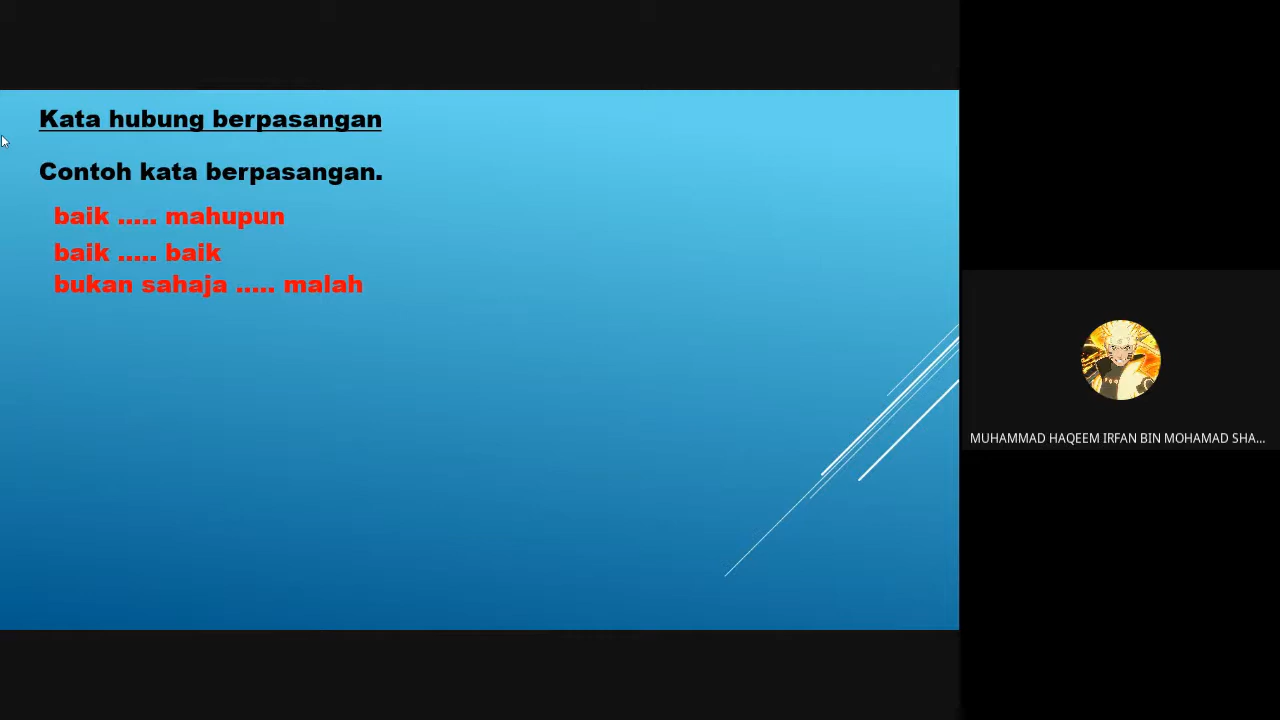 Kata hubung berpasangan
Contoh kata berpasangan.
baik ..... mahupun
baik ..... baik
bukan sahaja ..... malah
MUHAMMAD HAQEEM IRFAN BIN MOHAMAD SHA...